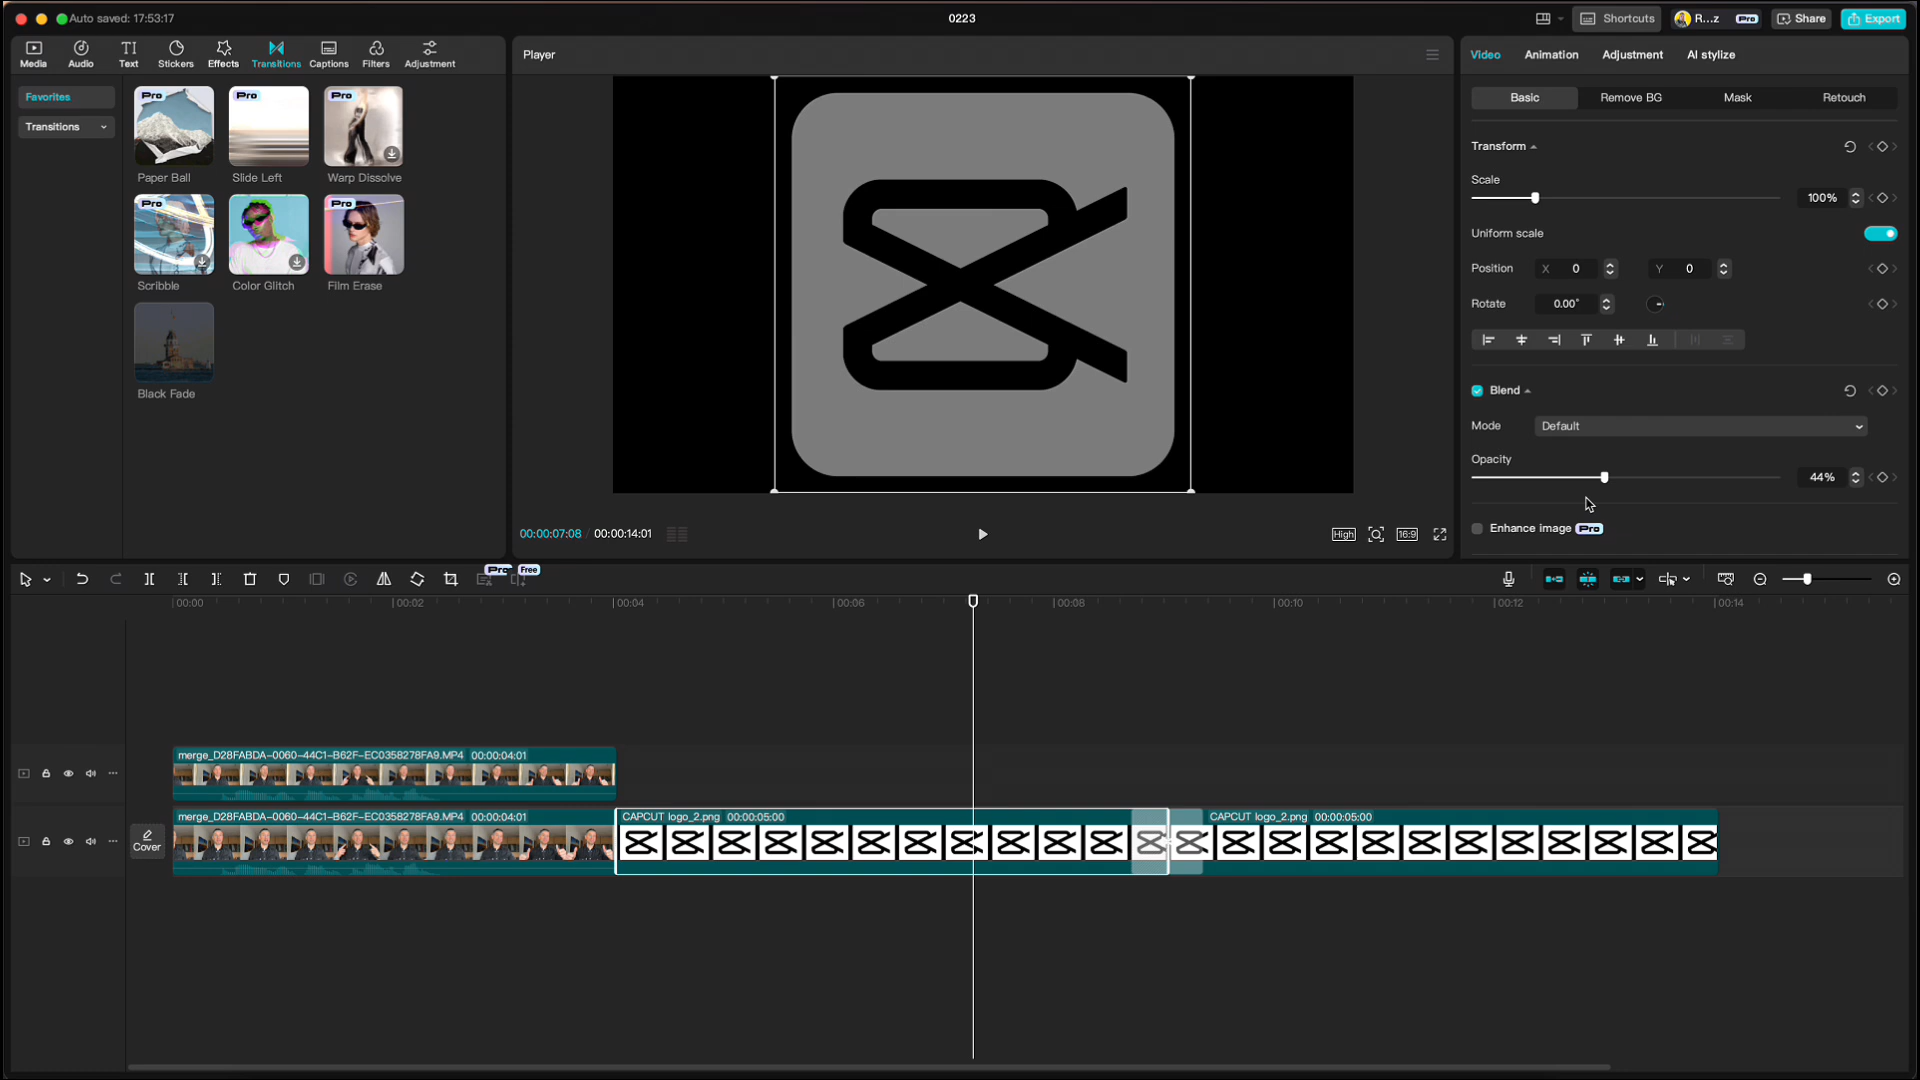 Auto saved: 17:53:17
0223
Shortcuts
R...z
Pro
Share
Export
Media
Audio
Text
Stickers
Effects
Transitions
Captions
Filters
Adjustment
Player
Video
Animation
Adjustment
AI stylize
Favorites
Transitions
Pro
Pro
Pro
Paper Ball
Slide Left
Warp Dissolve
Pro
Pro
Scribble
Color Glitch
Film Erase
Black Fade
Basic
Remove BG
Mask
Retouch
Transform
Scale
100%
Uniform scale
Position
X 0
Y 0
Rotate
0.00°
Blend
Mode
Default
Opacity
44%
Enhance image Pro
00:00:07:08 / 00:00:14:01
High
16:9
Pro
Free
00:00
00:02
00:04
00:06
00:08
00:10
00:12
00:14
merge_D28FABDA-0060-44C1-B62F-EC0358278FA9.MP4 00:00:04:01
Cover
merge_D28FABDA-0060-44C1-B62F-EC0358278FA9.MP4 00:00:04:01
CAPCUT logo_2.png 00:00:05:00
CAPCUT logo_2.png 00:00:05:00